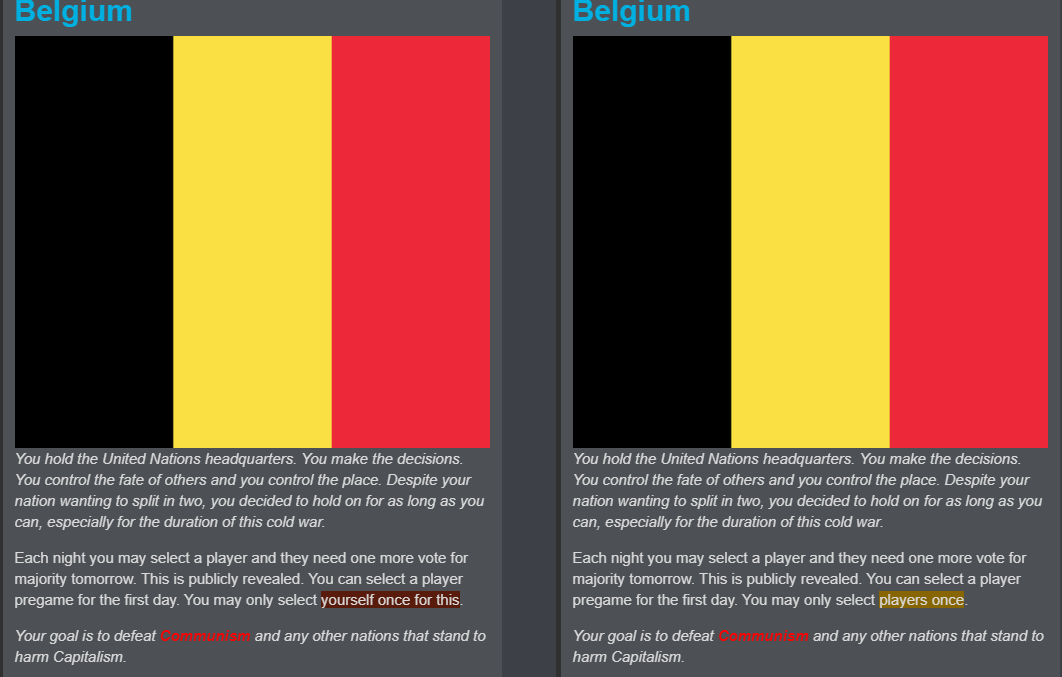 Belgium
You hold the United Nations headquarters. You make the decisions.
You control the fate of others and you control the place. Despite your
nation wanting to split in two, you decided to hold on for as long as you
can, especially for the duration of this cold war.
Each night you may select a player and they need one more vote for
majority tomorrow. This is publicly revealed. You can select a player
pregame for the first day. You may only select yourself once for this.
Your goal is to defeat Communism and any other nations that stand to
harm Capitalism.
Belgium
You hold the United Nations headquarters. You make the decisions.
You control the fate of others and you control the place. Despite your
nation wanting to split in two, you decided to hold on for as long as you
can, especially for the duration of this cold war.
Each night you may select a player and they need one more vote for
majority tomorrow. This is publicly revealed. You can select a player
pregame for the first day. You may only select players once.
Your goal is to defeat Communism and any other nations that stand to
harm Capitalism.